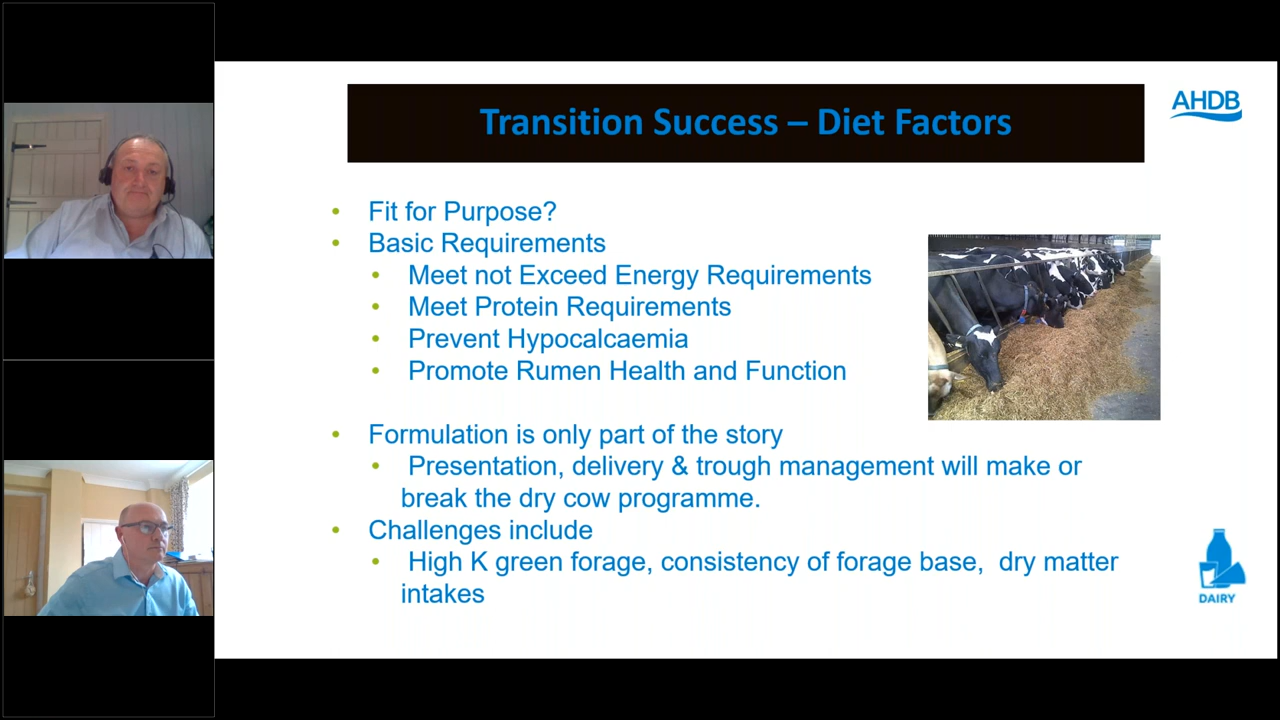 Transition Success – Diet Factors
AHDB
• Fit for Purpose?
• Basic Requirements
• Meet not Exceed Energy Requirements
• Meet Protein Requirements
• Prevent Hypocalcaemia
• Promote Rumen Health and Function
• Formulation is only part of the story
• Presentation, delivery & trough management will make or
break the dry cow programme.
• Challenges include
• High K green forage, consistency of forage base,  dry matter
intakes
DAIRY